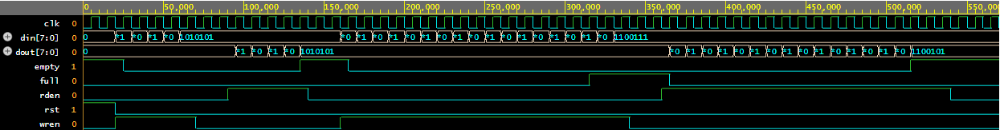 0 50,000 100,000 150,000 200,000 250,000 300,000 350,000 400,000 450,000 500,000 550,000
clk 0
din[7:0] 0 0 *1 *0 *1 *0 1010101 *0 *1 *0 *1 *0 *1 *0 *1 *0 *1 *0 *1 *0 *1 *0 *1 *0 1100111
dout[7:0] 0 0 *1 *0 *1 *0 1010101 *0 *1 *0 *1 *0 *1 *0 *1 *0 *1 *0 *1 *0 *1 *0 1100101
empty 1
full 0
rden 0
rst 1
wren 0